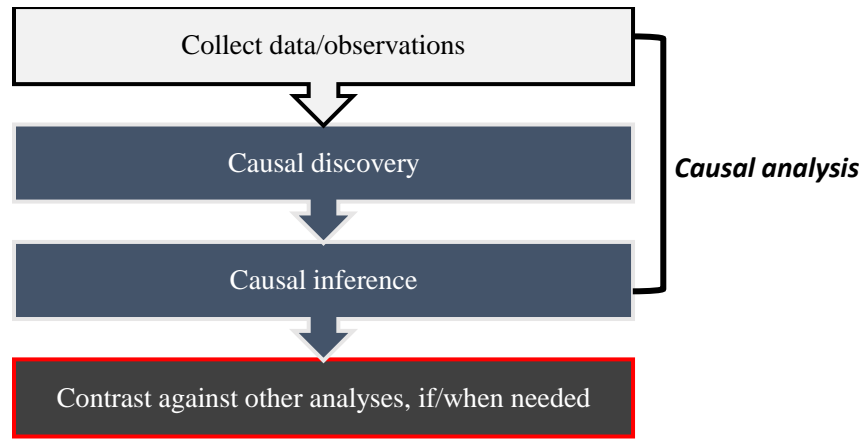 Collect data/observations
Causal discovery
Causal analysis
Causal inference
Contrast against other analyses, if/when needed